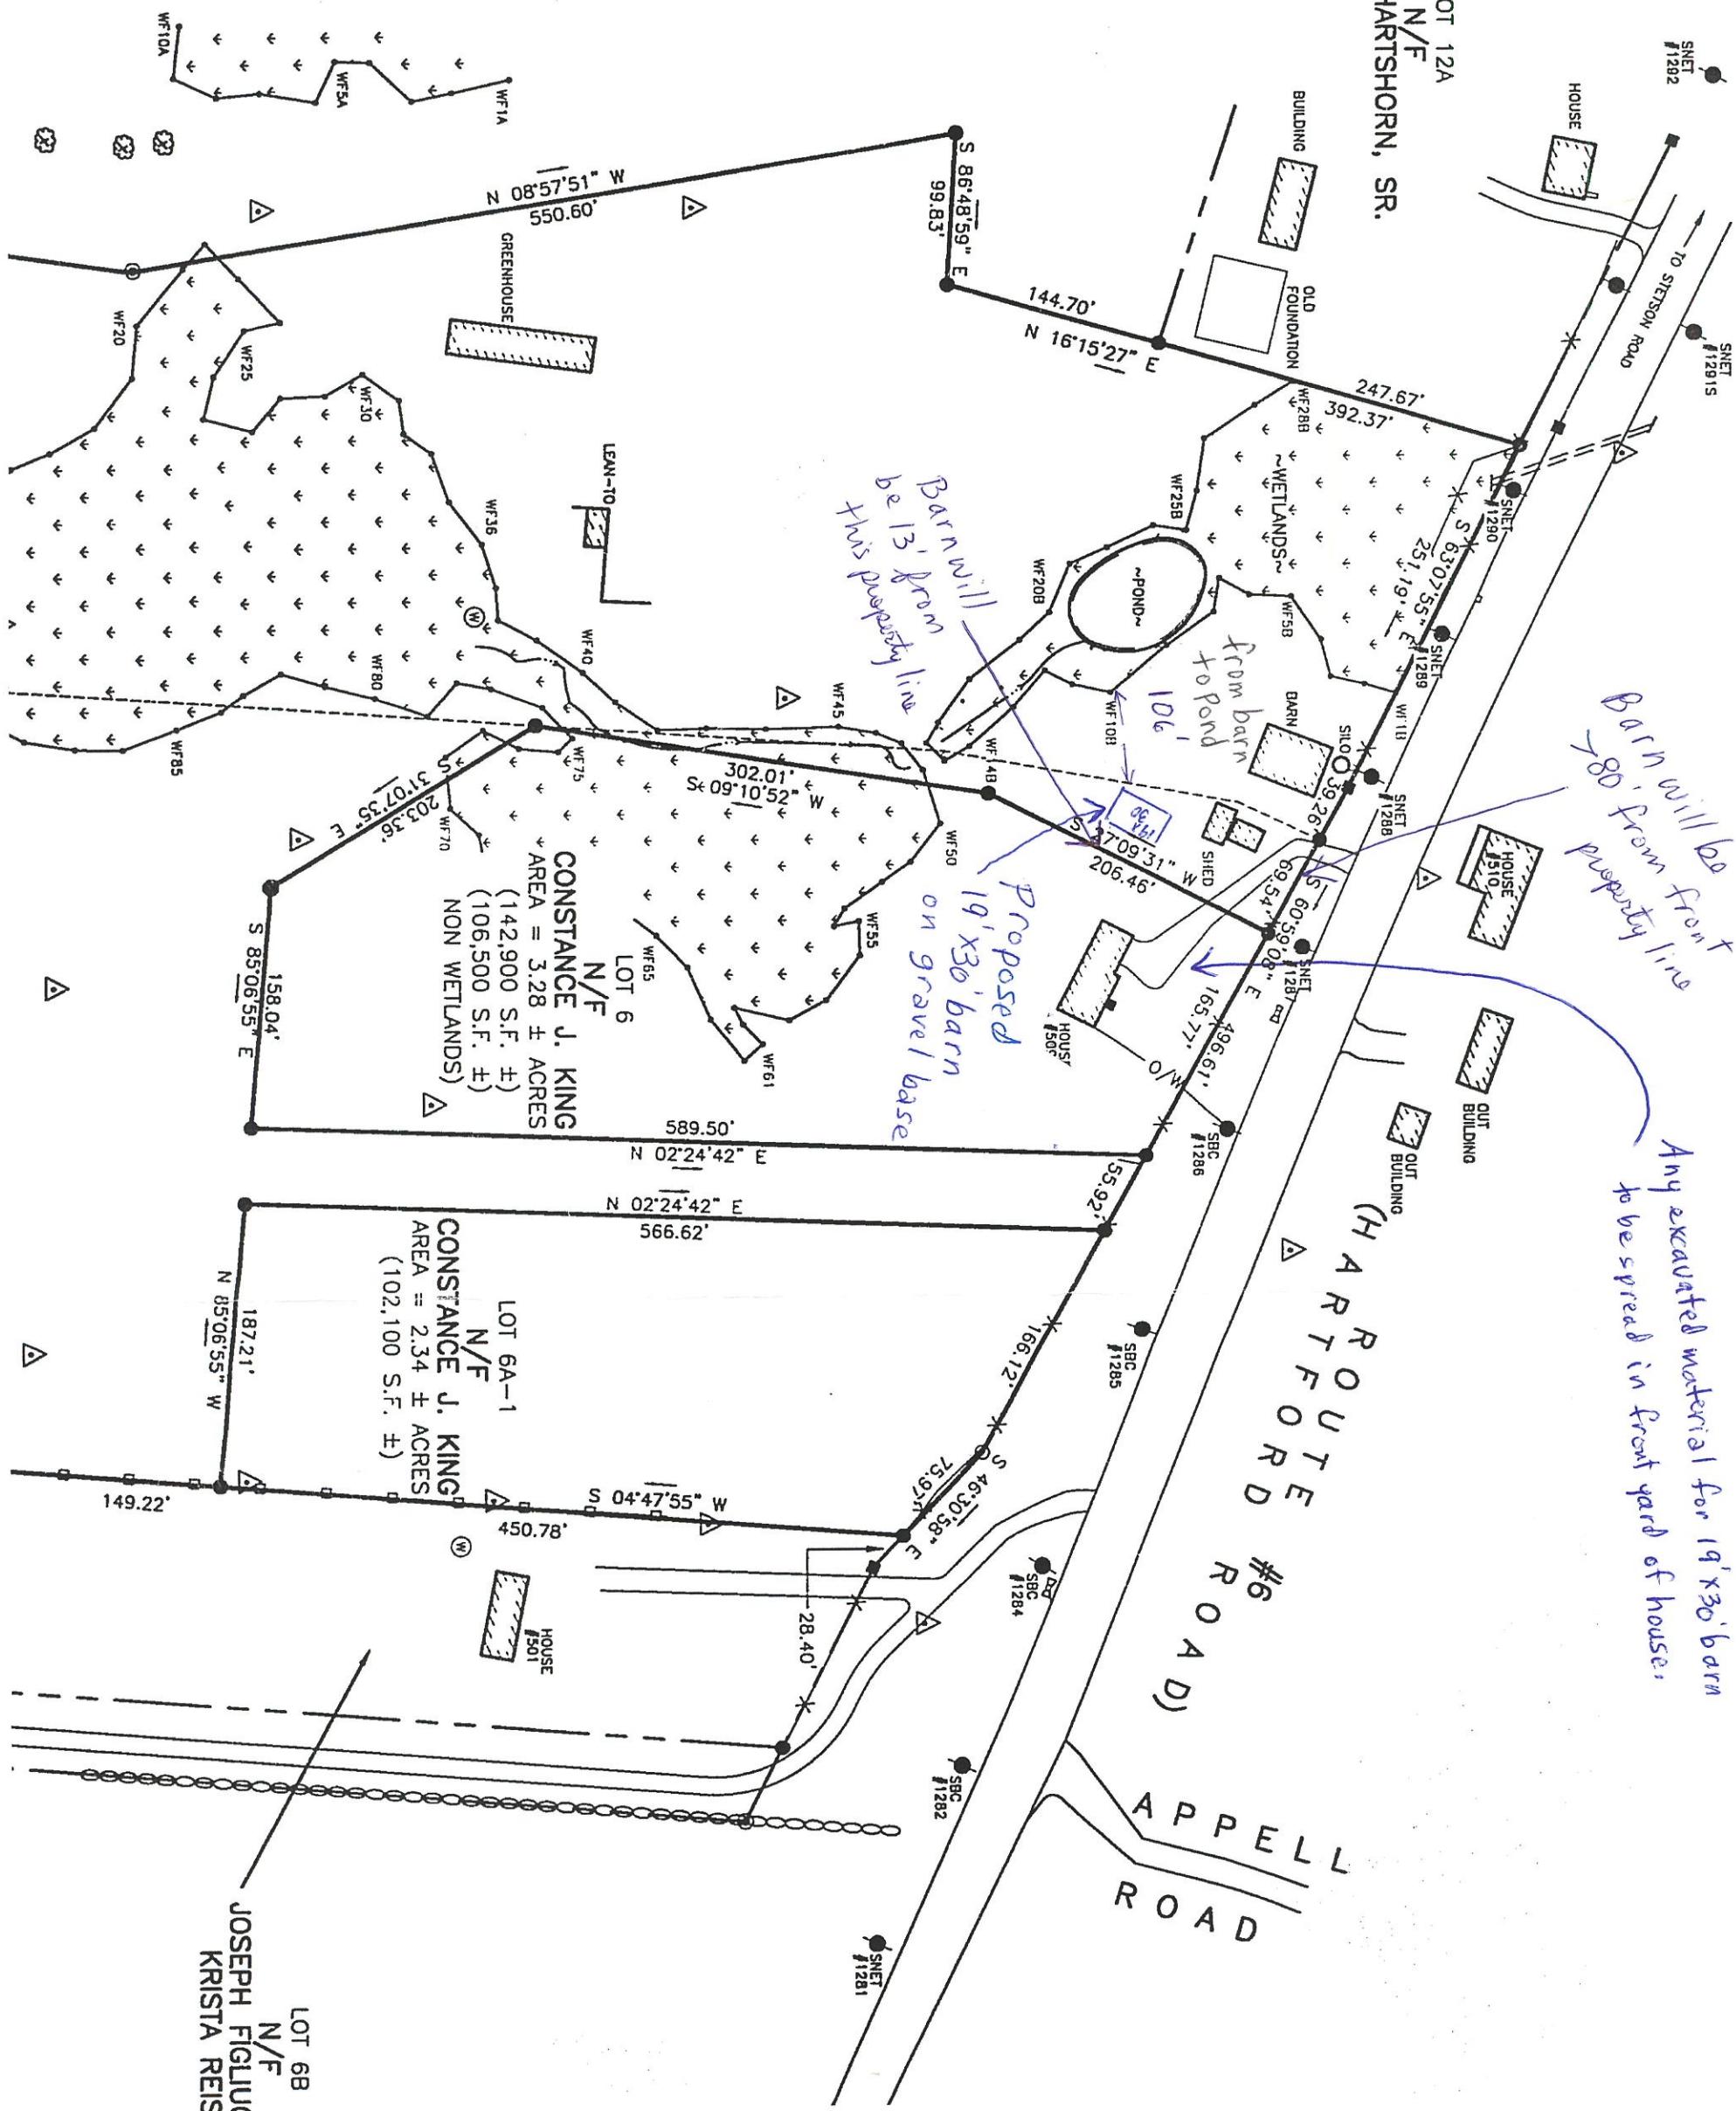 LOT 12A
N/F
HARTSHORN, SR.
SNET
#1292
HOUSE
BUILDING
OLD
FOUNDATION
TO STETSON ROAD
SNET
#1291S
WF10A
WF5A
WF1A
N 08°57'51" W
550.60'
S 86°48'59" E
99.83'
144.70'
N 16°15'27" E
247.67'
392.37'
GREENHOUSE
WF20
WF25
WF30
WF36
LEAN-TO
W
WF40
WF45
WF80
WF85
WF75
WF70
WF28B
~WETLANDS~
WF25B
WF20B
~POND~
WF5B
WF1B
WF10B
WF14B
SNET
#1290
S 63°07'55" E
251.19'
SNET
#1289
BARN
SILO
39.26'
SNET
#1288
SHED
Barn will
be 13' from
this property line
from barn
to pond
106'
19x30
Barn will be
>80' from front
property line
HOUSE
#510
302.01'
S 09°10'52" W
S 37°09'31" W
206.46'
69.54'
S 60°59'08" E
496.61'
165.77'
SNET
#1287
S 31°07'35" E
203.36'
WF50
WF55
WF61
WF65
Proposed
19' x 30' barn
on gravel base
HOUSE
O/W
SBC
#1286
OUT
BUILDING
OUT
BUILDING
Any excavated material for 19' x 30' barn
to be spread in front yard of house.
LOT 6
N/F
CONSTANCE J. KING
AREA = 3.28 ± ACRES
(142,900 S.F. ±)
(106,500 S.F. ±)
NON WETLANDS)
158.04'
S 85°06'55" E
589.50'
N 02°24'42" E
55.92'
N 02°24'42" E
566.62'
166.12'
SBC
#1285
ROUTE #6
(HARTFORD ROAD)
LOT 6A-1
N/F
CONSTANCE J. KING
AREA = 2.34 ± ACRES
(102,100 S.F. ±)
187.21'
N 85°06'55" W
S 46°30'58" E
75.97'
149.22'
S 04°47'55" W
450.78'
W
HOUSE
#501
28.40'
SBC
#1284
SBC
#1282
APPELL
ROAD
SNET
#1281
LOT 6B
N/F
JOSEPH
KRISTA